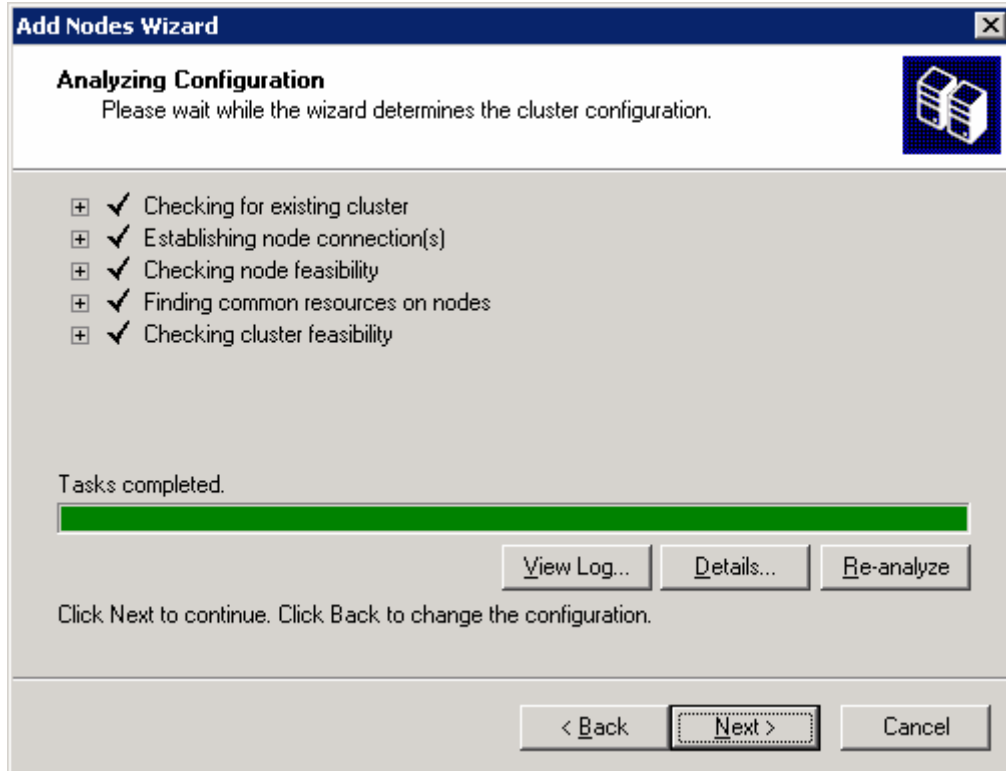 Add Nodes Wizard
Analyzing Configuration
Please wait while the wizard determines the cluster configuration.
Checking for existing cluster
Establishing node connection(s)
Checking node feasibility
Finding common resources on nodes
Checking cluster feasibility
Tasks completed.
View Log... Details... Re-analyze
Click Next to continue. Click Back to change the configuration.
< Back Next > Cancel